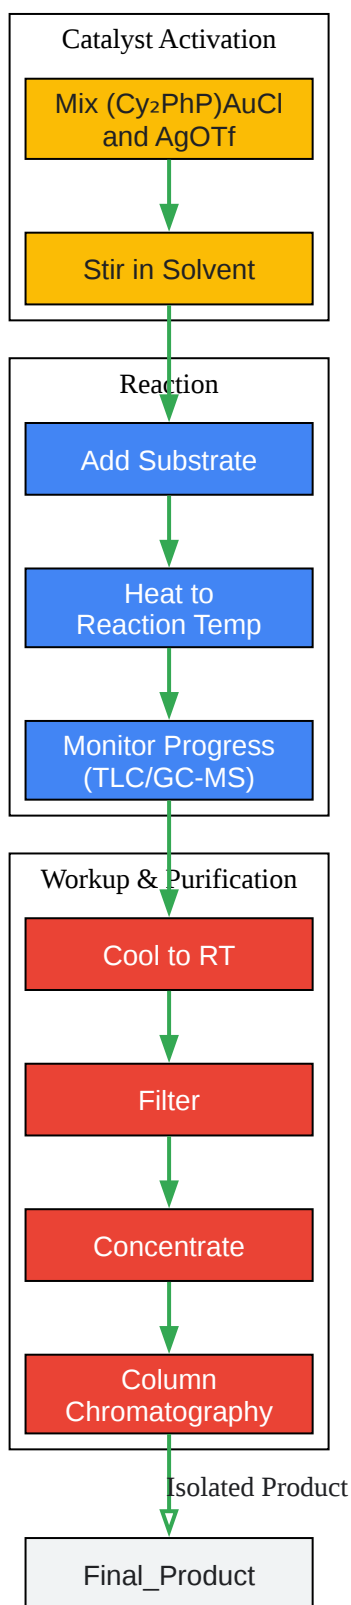 Catalyst Activation
Mix (Cy₂PhP)AuCl
and AgOTf
Stir in Solvent
Reaction
Add Substrate
Heat to
Reaction Temp
Monitor Progress
(TLC/GC-MS)
Workup & Purification
Cool to RT
Filter
Concentrate
Column
Chromatography
Isolated Product
Final_Product